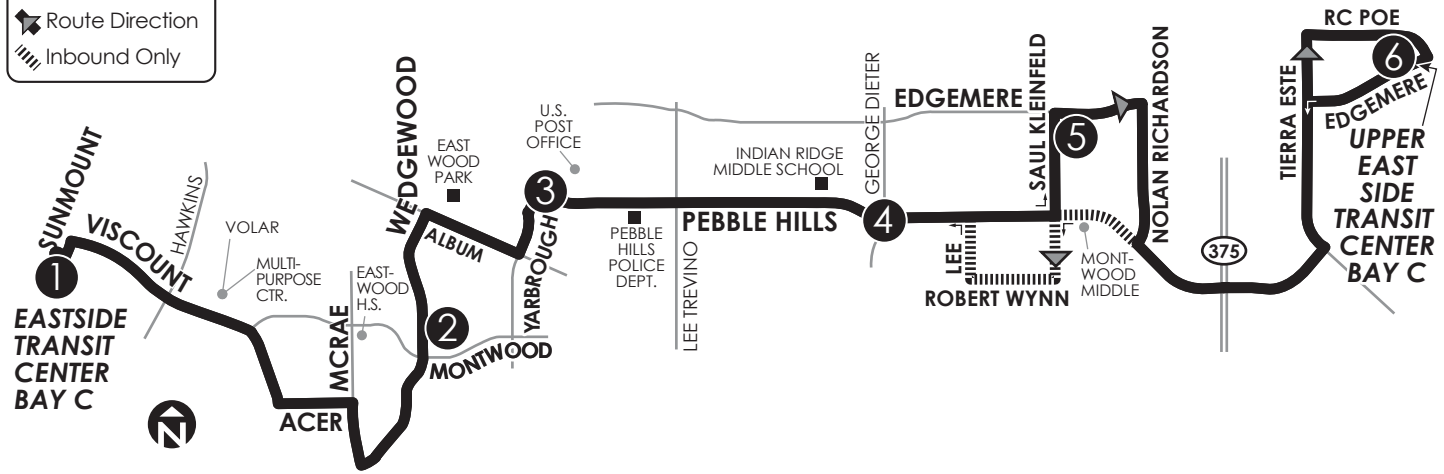 Route Direction
Inbound Only
SUNMOUNT
1
EASTSIDE
TRANSIT
CENTER
BAY C
VISCOUNT
HAWKINS
VOLAR
MULTI-
PURPOSE
CTR.
N
ACER
MCRAE
EAST-
WOOD
H.S.
WEDGEWOOD
2
MONTWOOD
EAST
WOOD
PARK
ALBUM
YARBROUGH
3
U.S.
POST
OFFICE
PEBBLE
HILLS
POLICE
DEPT.
LEE TREVINO
PEBBLE HILLS
INDIAN RIDGE
MIDDLE SCHOOL
GEORGE DIETER
4
EDGEMERE
LEE
ROBERT WYNN
SAUL KLEINFELD
5
MONT-
WOOD
MIDDLE
NOLAN RICHARDSON
375
TIERRA ESTE
RC POE
6
EDGEMERE
UPPER
EAST
SIDE
TRANSIT
CENTER
BAY C